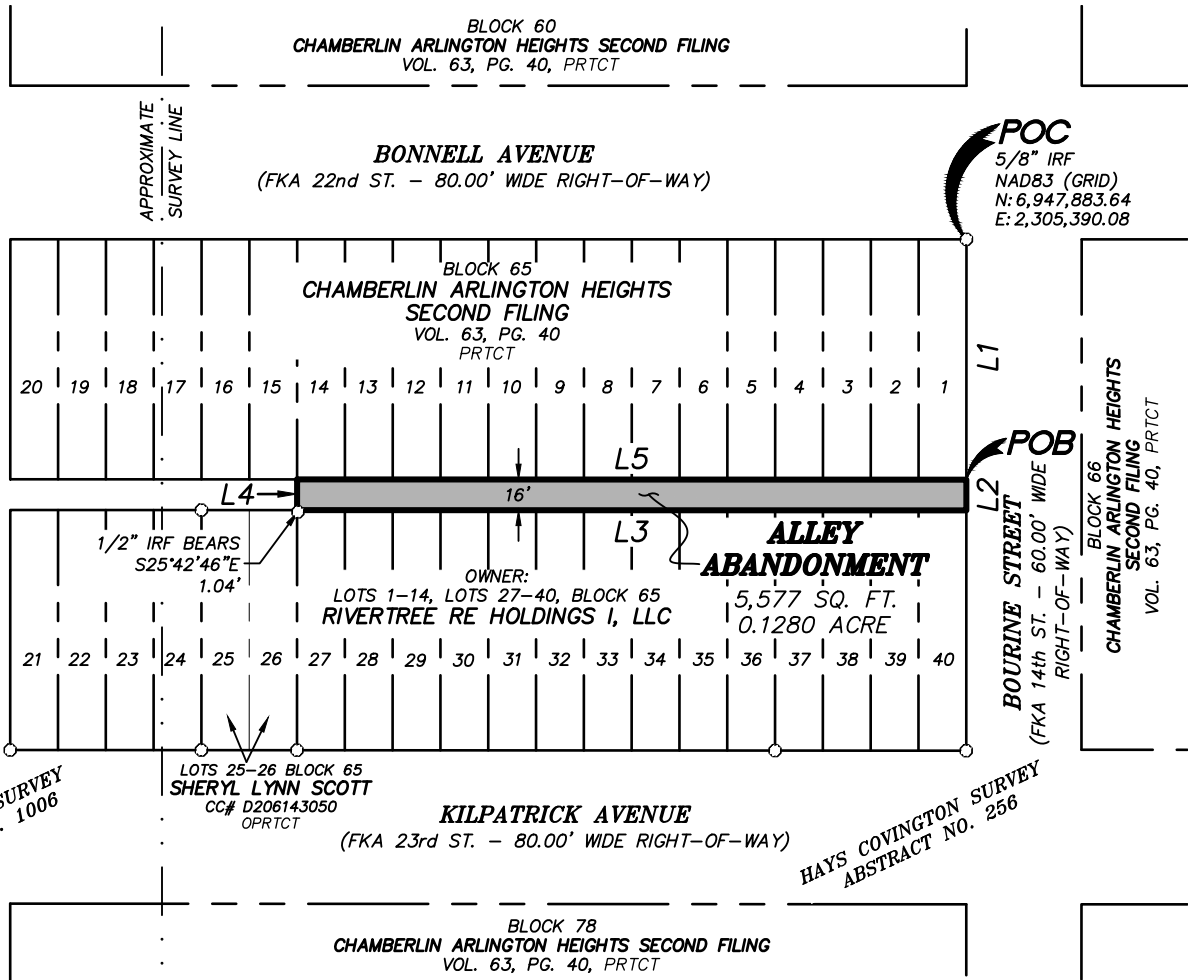 BLOCK 60
CHAMBERLIN ARLINGTON HEIGHTS SECOND FILING
VOL. 63, PG. 40, PRTCT
APPROXIMATE
SURVEY LINE
BONNELL AVENUE
(FKA 22nd ST. – 80.00' WIDE RIGHT–OF–WAY)
POC
5/8" IRF
NAD83 (GRID)
N: 6,947,883.64
E: 2,305,390.08
BLOCK 65
CHAMBERLIN ARLINGTON HEIGHTS
SECOND FILING
VOL. 63, PG. 40
PRTCT
L1
20 19 18 17 16 15 14 13 12 11 10 9 8 7 6 5 4 3 2 1
BLOCK 66
CHAMBERLIN ARLINGTON HEIGHTS
SECOND FILING
VOL. 63, PG. 40, PRTCT
POB
L5
L4
16'
L2
L3
1/2" IRF BEARS
S25°42'46"E
1.04'
ALLEY
ABANDONMENT
5,577 SQ. FT.
0.1280 ACRE
OWNER:
LOTS 1–14, LOTS 27–40, BLOCK 65
RIVERTREE RE HOLDINGS I, LLC
BOURINE STREET
(FKA 14th ST. – 60.00' WIDE
RIGHT–OF–WAY)
21 22 23 24 25 26 27 28 29 30 31 32 33 34 35 36 37 38 39 40
LOTS 25–26 BLOCK 65
SHERYL LYNN SCOTT
CC# D206143050
OPRTCT
SURVEY
. 1006
KILPATRICK AVENUE
(FKA 23rd ST. – 80.00' WIDE RIGHT–OF–WAY)
HAYS COVINGTON SURVEY
ABSTRACT NO. 256
BLOCK 78
CHAMBERLIN ARLINGTON HEIGHTS SECOND FILING
VOL. 63, PG. 40, PRTCT